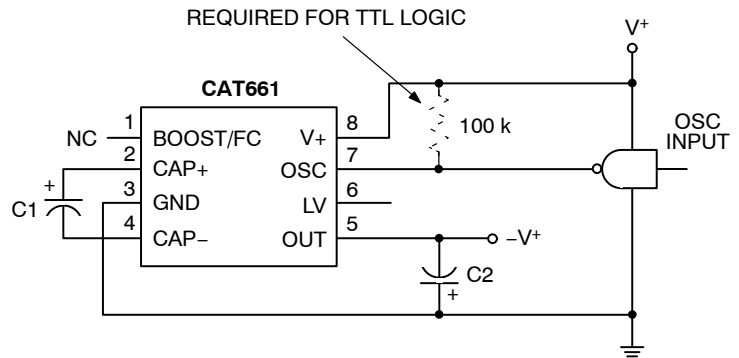 REQUIRED FOR TTL LOGIC
V+
CAT661
1
NC
BOOST/FC
V+
8
100 k
OSC
INPUT
2
CAP+
OSC
7
+
C1
3
GND
LV
6
4
CAP−
OUT
5
−V+
C2
+